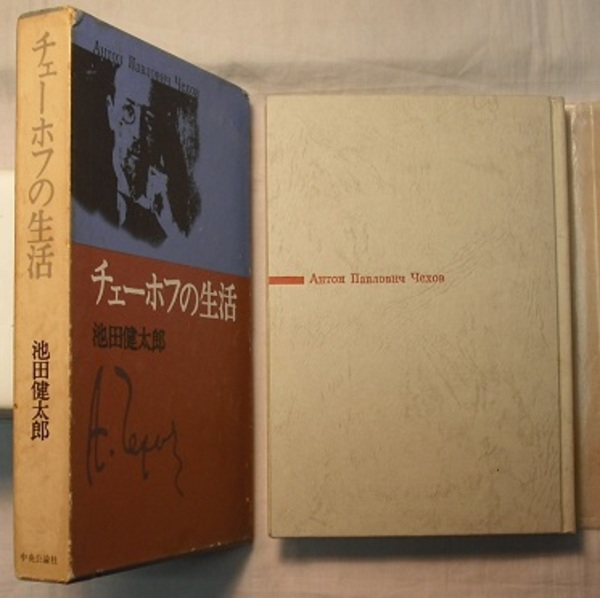 チェーホフの生活
池田健太郎
中央公論社
Антон Павлович Чехов
チェーホフの生活
池田健太郎
А. Чехов
Антон Павлович Чехов